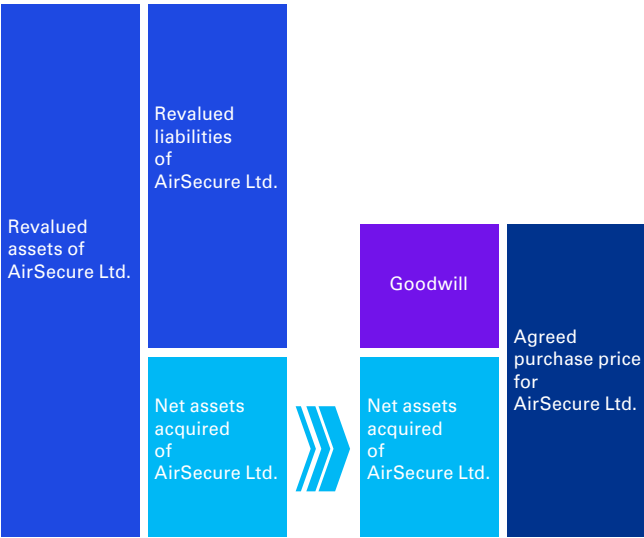 Revalued
assets of
AirSecure Ltd.
Revalued
liabilities
of
AirSecure Ltd.
Net assets
acquired
of
AirSecure Ltd.
Goodwill
Net assets
acquired
of
AirSecure Ltd.
Agreed
purchase price
for
AirSecure Ltd.